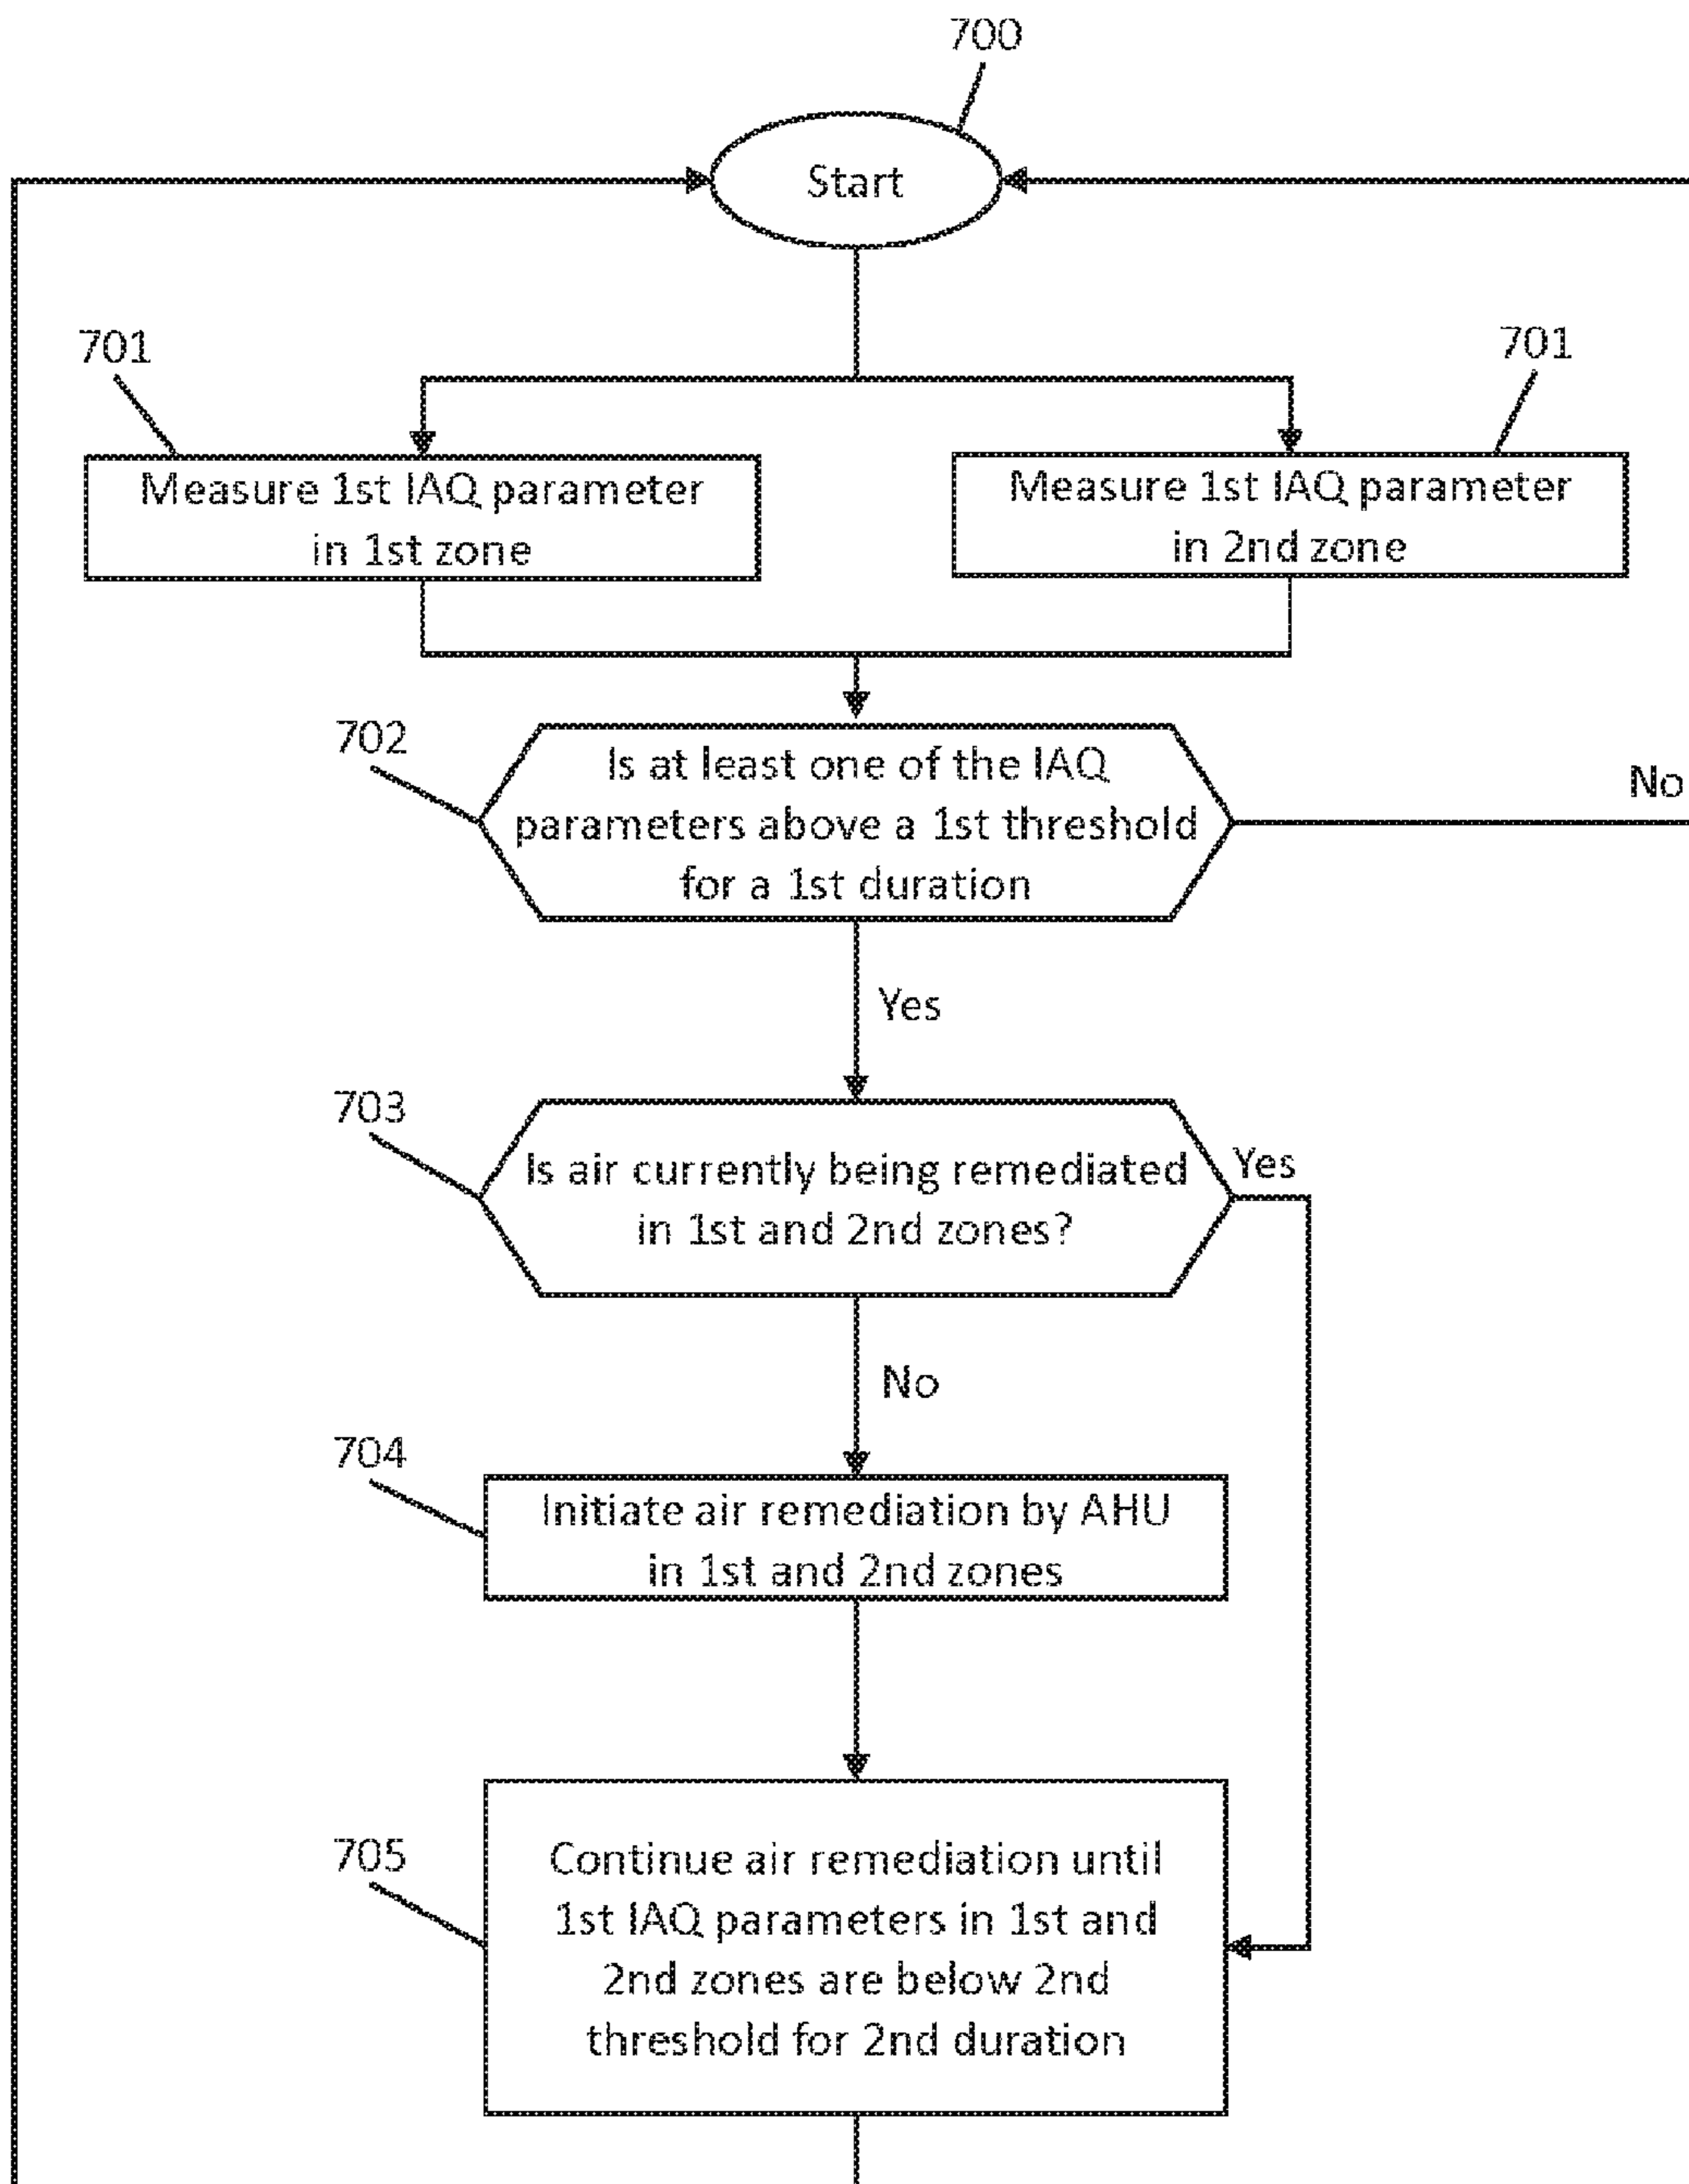 700
Start
701
701
Measure 1st IAQ parameter
in 1st zone
Measure 1st IAQ parameter
in 2nd zone
702
Is at least one of the IAQ
parameters above a 1st threshold
for a 1st duration
No
Yes
703
Is air currently being remediated
in 1st and 2nd zones?
Yes
No
704
Initiate air remediation by AHU
in 1st and 2nd zones
705
Continue air remediation until
1st IAQ parameters in 1st and
2nd zones are below 2nd
threshold for 2nd duration